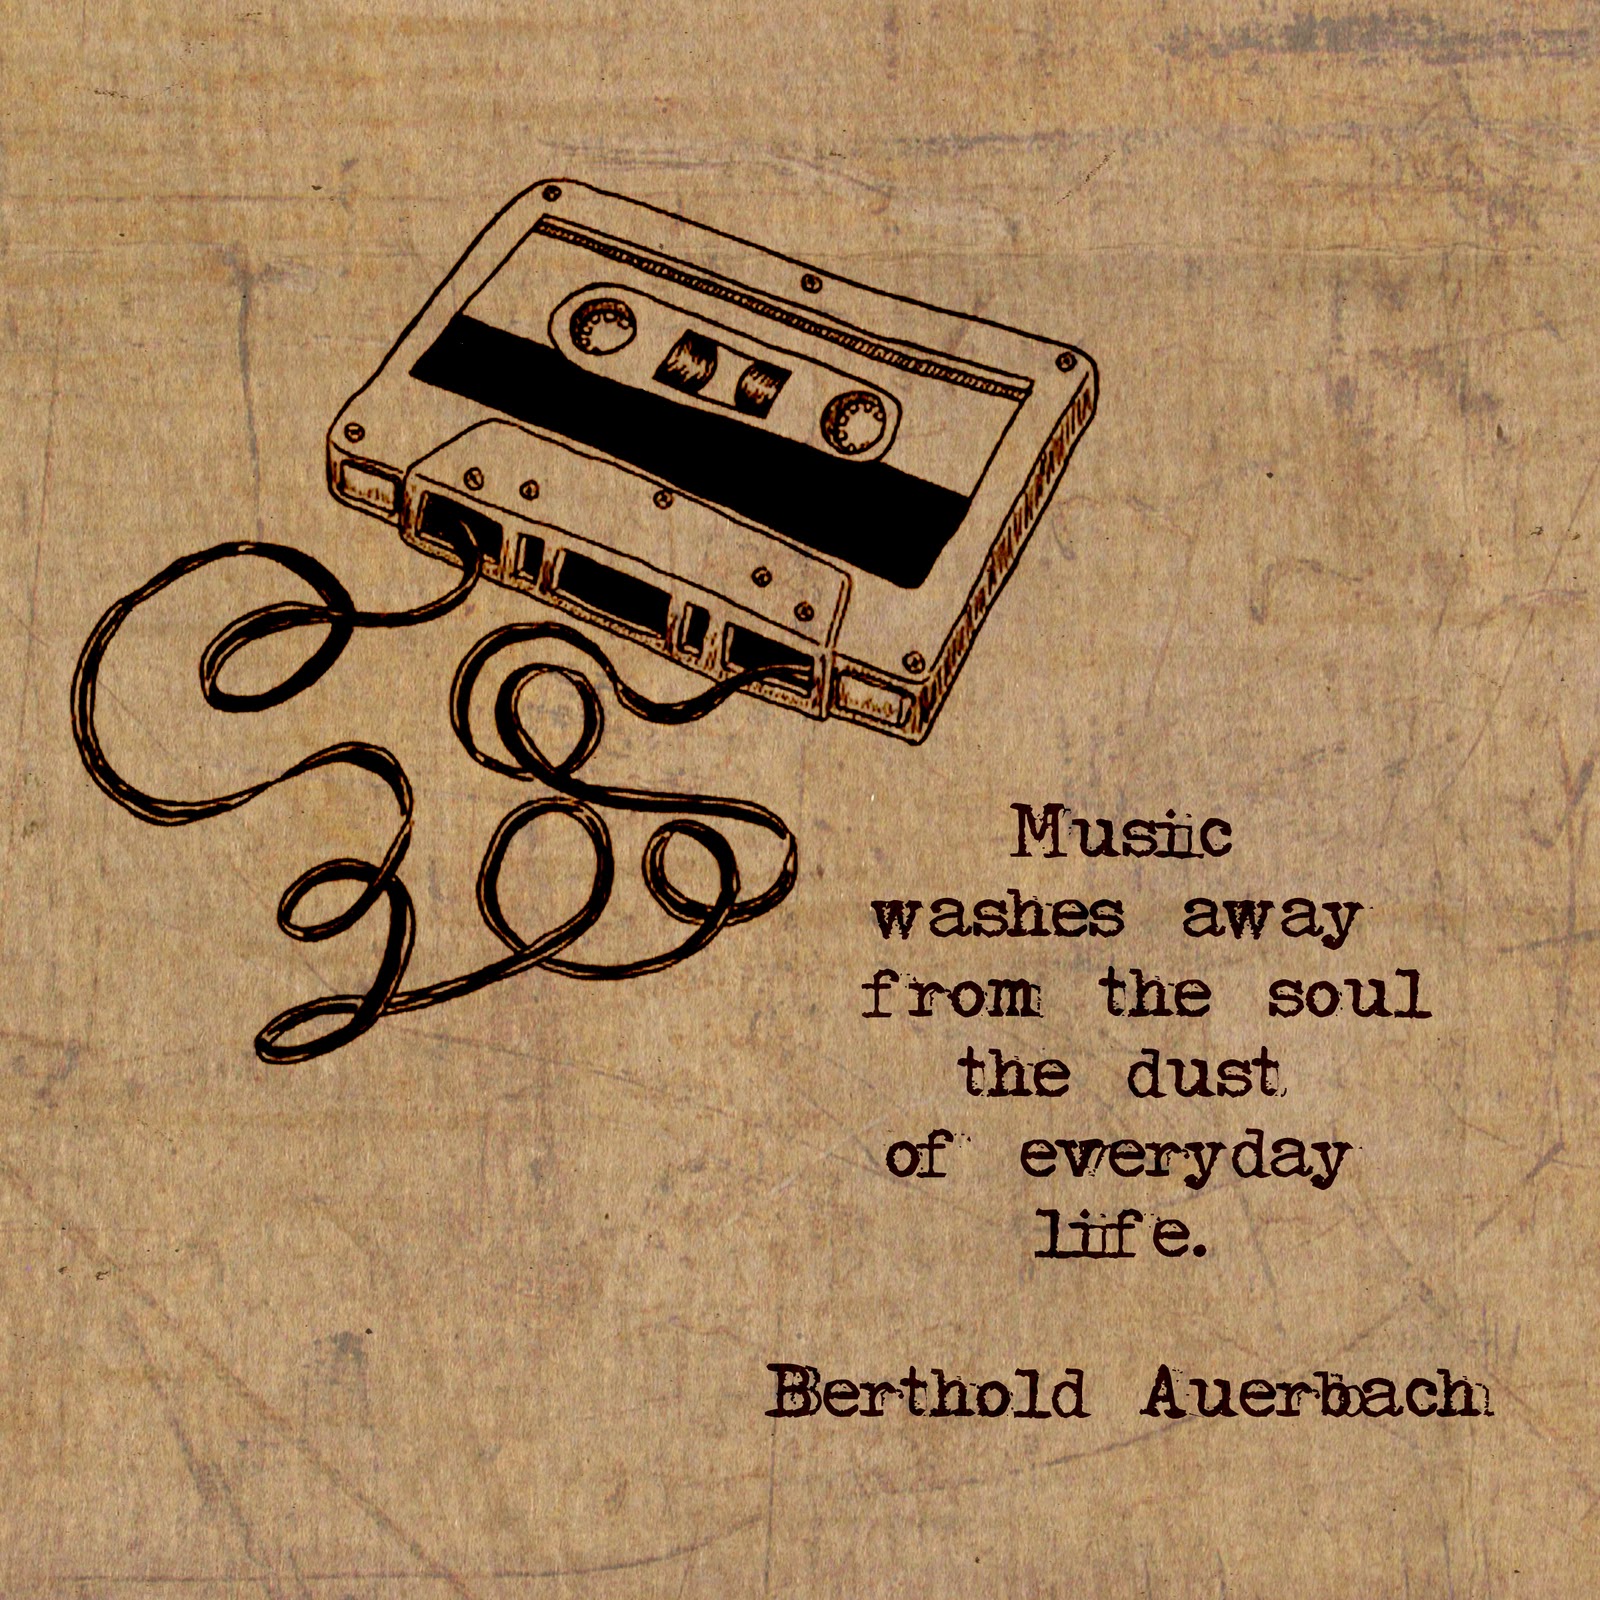 Music
washes away
from the soul
the dust
of everyday
life.
Berthold Auerbach